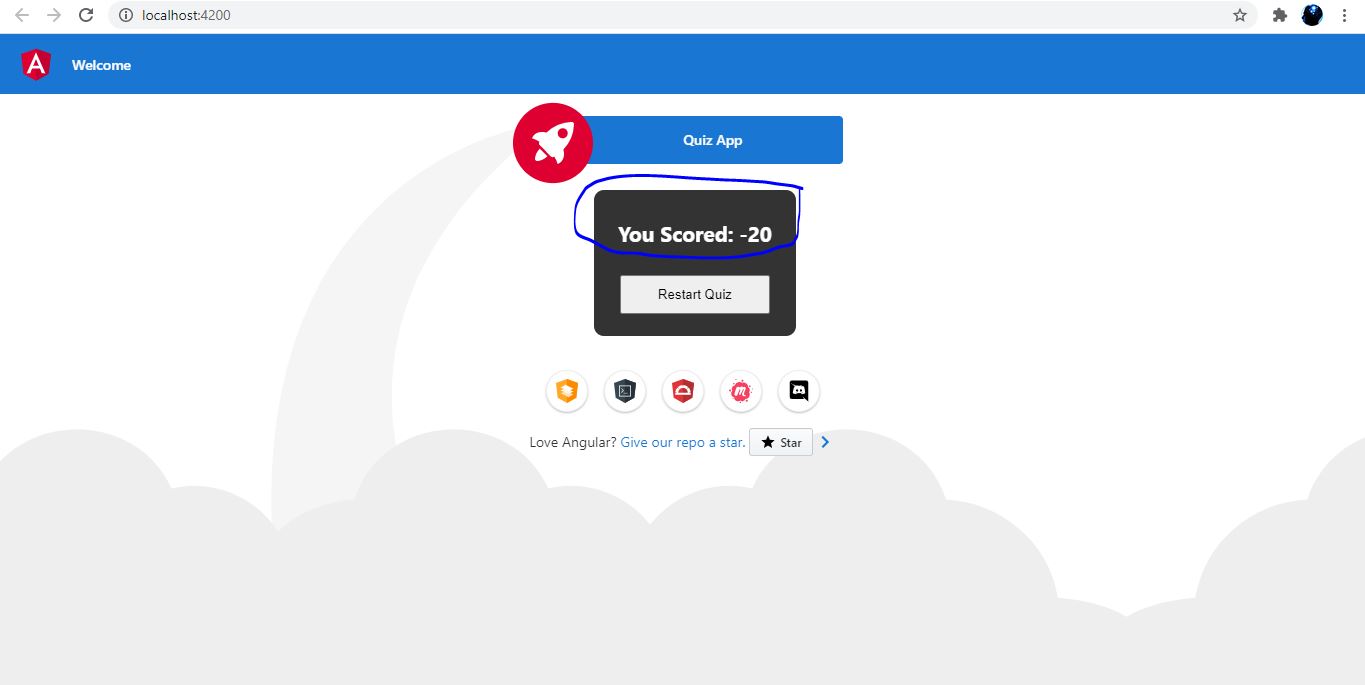 localhost:4200
Welcome
Quiz App
You Scored: -20
Restart Quiz
Love Angular? Give our repo a star. Star